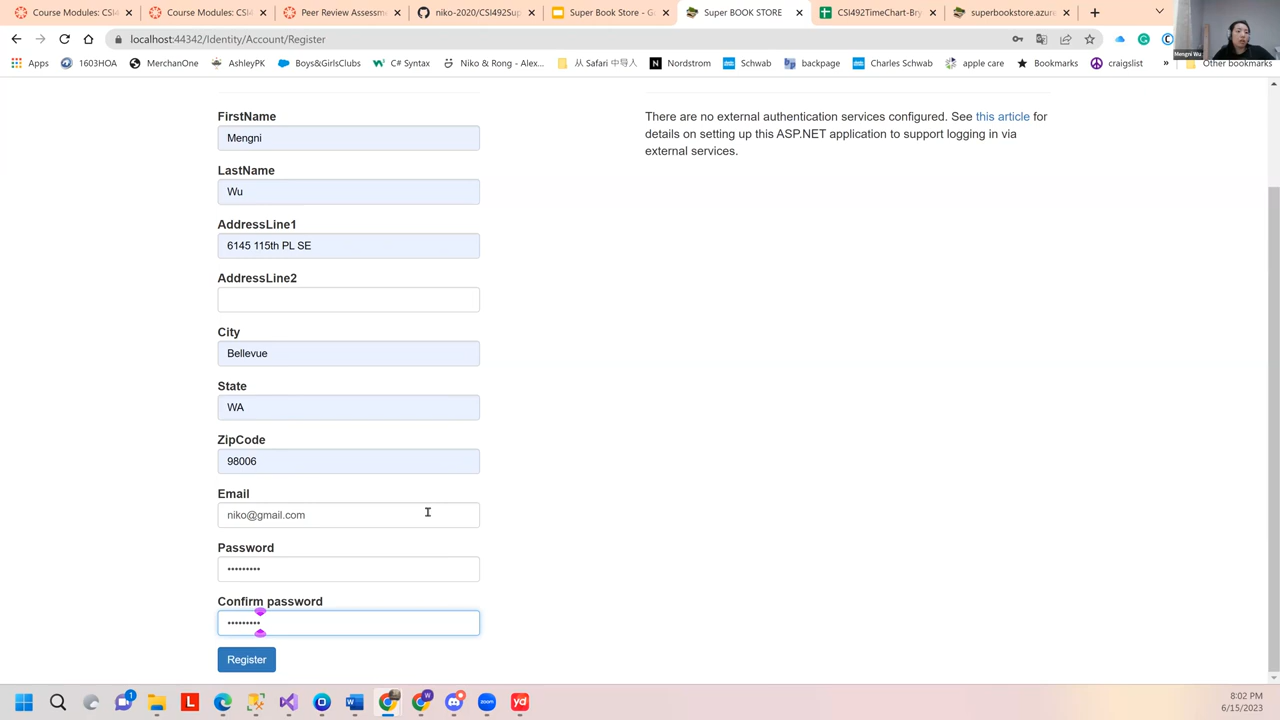 Course Modules: CSI4
Course Modules: CSI4
Peer Review Assessm
niko-2020/CSI492Sup
Super Book Store - G
Super BOOK STORE
CSI492TimeChart-Bry
superbookstore.azure
localhost:44342/Identity/Account/Register
Mengni Wu
Apps
1603HOA
MerchanOne
AshleyPK
Boys&GirlsClubs
C# Syntax
Niko & Rong - Alex...
从 Safari 中导入
Nordstrom
Schwab
backpage
Charles Schwab
apple care
Bookmarks
craigslist
»
Other bookmarks
There are no external authentication services configured. See this article for
details on setting up this ASP.NET application to support logging in via
external services.
FirstName
Mengni
LastName
Wu
AddressLine1
6145 115th PL SE
AddressLine2
City
Bellevue
State
WA
ZipCode
98006
Email
niko@gmail.com
Password
•••••••••
Confirm password
•••••••••
Register
8:02 PM
6/15/2023